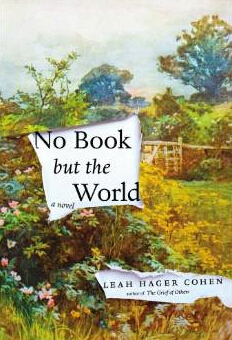 No Book
but the
World
a novel
LEAH HAGER COHEN
author of The Grief of Others